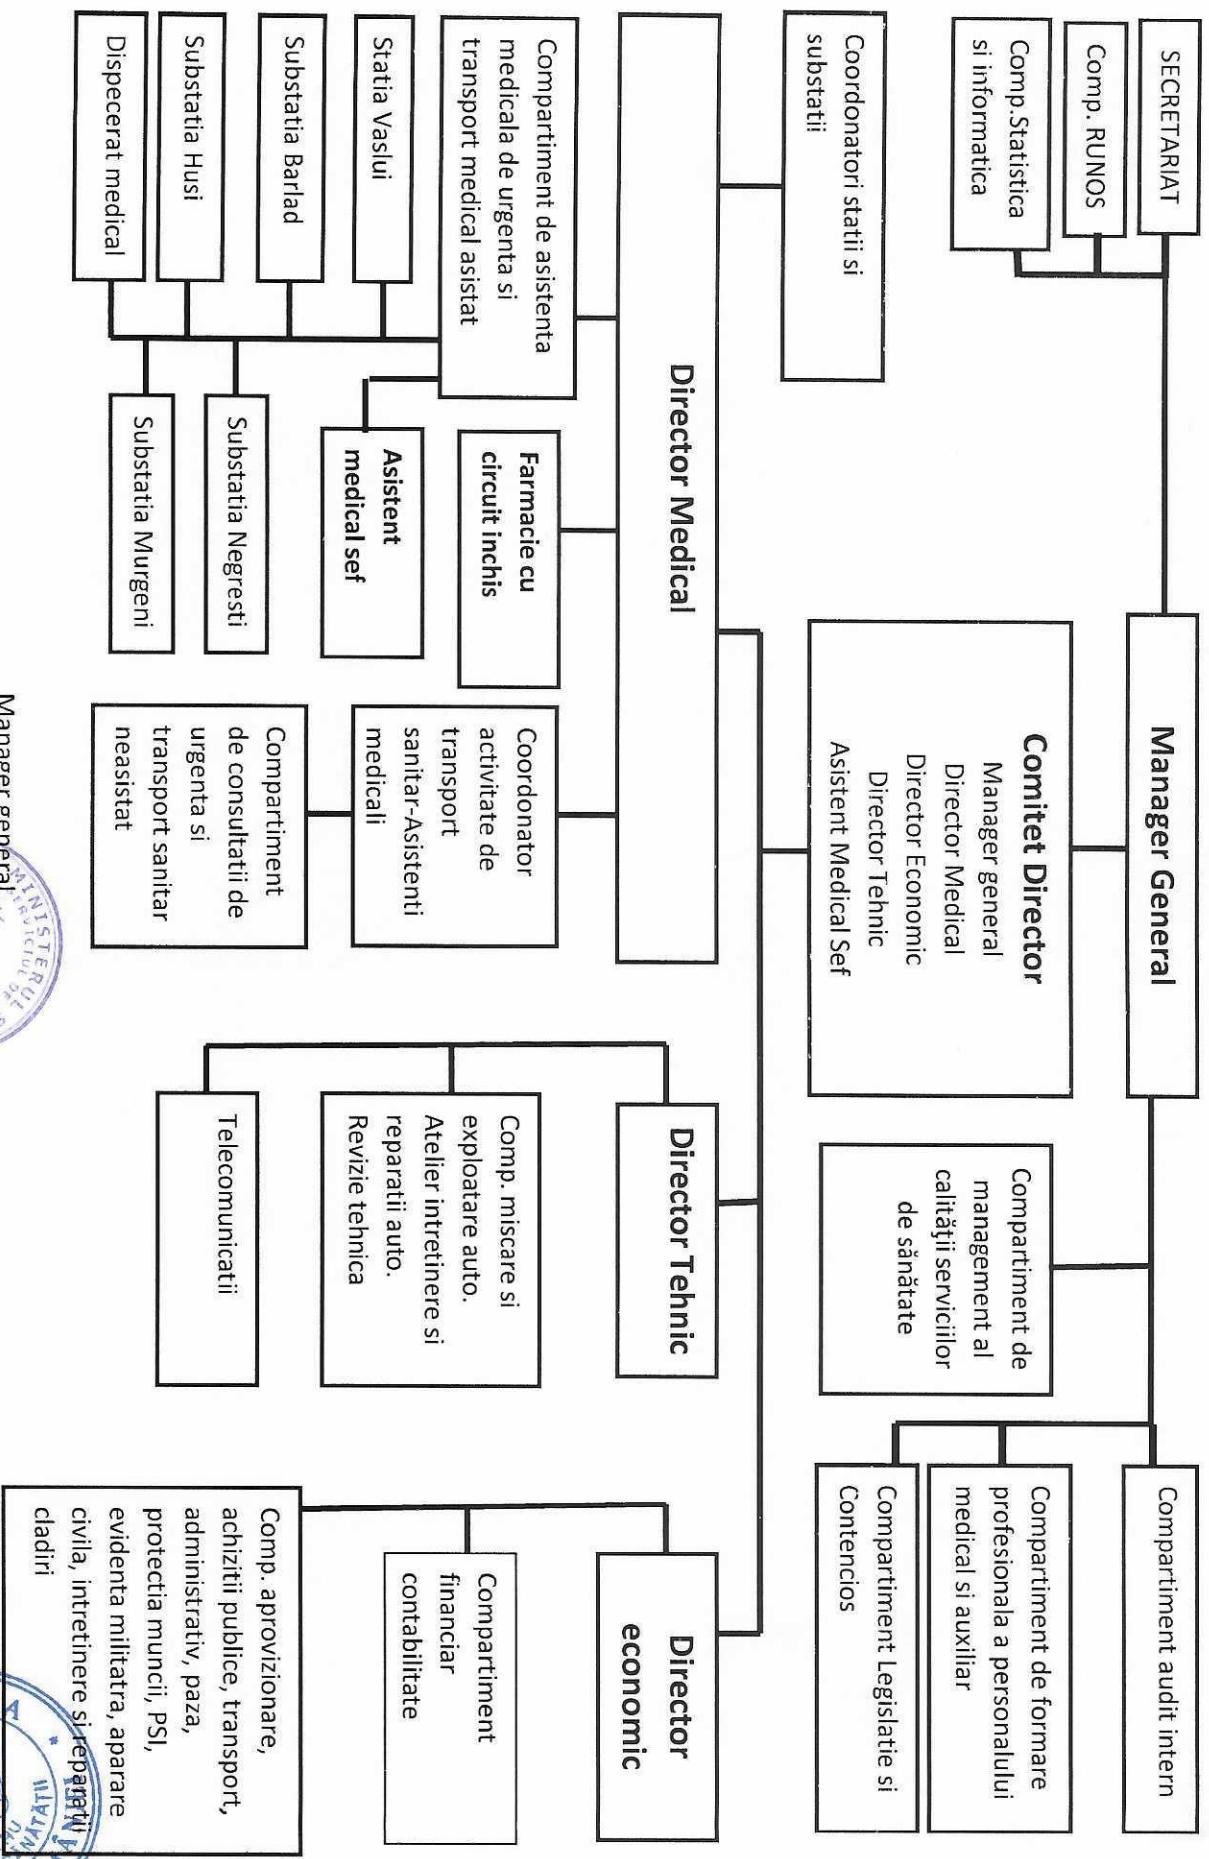 SECRETARIAT
Comp. RUNOS
Comp.Statistica
si informatica
Manager General
Comitet Director
Manager general
Director Medical
Director Economic
Director Tehnic
Asistent Medical Sef
Compartiment de
management al
calității serviciilor
de sănătate
Compartiment audit intern
Compartiment de formare
profesionala a personalului
medical si auxiliar
Compartiment Legislatie si
Contencios
Coordonatori statii si
substatii
Director Medical
Director Tehnic
Director
economic
Compartiment de asistenta
medicala de urgenta si
transport medical asistat
Statia Vaslui
Substatia Barlad
Substatia Husi
Dispecerat medical
Substatia Negresti
Substatia Murgeni
Asistent
medical sef
Farmacie cu
circuit inchis
Coordonator
activitate de
transport
sanitar-Asistenti
medicali
Compartiment
de consultatii de
urgenta si
transport sanitar
neasistat
Comp. miscare si
exploatare auto.
Atelier intretinere si
reparatii auto.
Revizie tehnica
Telecomunicatii
Compartiment
financiar
contabilitate
Comp. aprovizionare,
achizitii publice, transport,
administrativ, paza,
protectia muncii, PSI,
evidenta militatra, aparare
civila, intretinere si reparatii
cladiri
Manager general
MINISTERUL
SERVICIUL DE